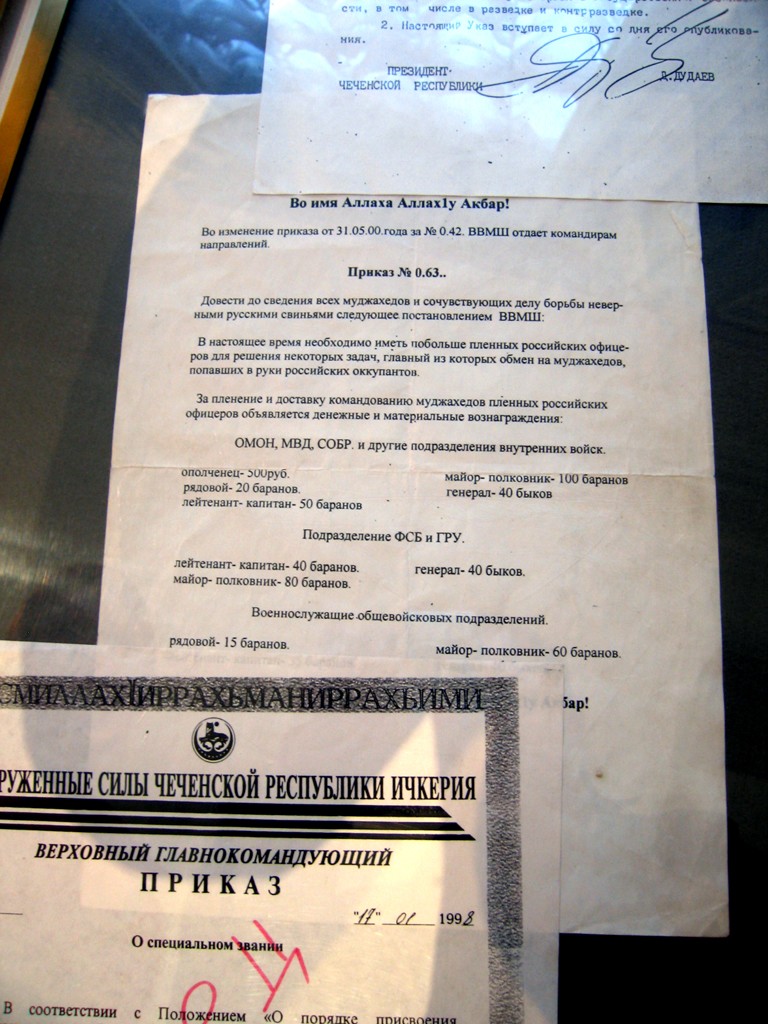 сти, в том числе в разведке и контрразведке.
2. Настоящий Указ вступает в силу со дня его опубликова-
ния.
ПРЕЗИДЕНТ
ЧЕЧЕНСКОЙ РЕСПУБЛИКИ
Д.ДУДАЕВ
Во имя Аллаха Аллах1у Акбар!
Во изменение приказа от 31.05.00.года за № 0.42. ВВМШ отдает командирам
направлений.
Приказ № 0.63..
Довести до сведения всех муджахедов и сочувствующих делу борьбы невер-
ными русскими свиньями следующее постановлением ВВМШ:
В настоящее время необходимо иметь побольше пленных российских офице-
ров для решения некоторых задач, главный из которых обмен на муджахедов,
попавших в руки российских оккупантов.
За пленение и доставку командованию муджахедов пленных российских
офицеров объявляется денежные и материальные вознаграждения:
ОМОН, МВД, СОБР. и другие подразделения внутренних войск.
ополченец- 500руб.
рядовой- 20 баранов.
лейтенант- капитан- 50 баранов
майор- полковник- 100 баранов
генерал- 40 быков
Подразделение ФСБ и ГРУ.
лейтенант- капитан- 40 баранов.
майор- полковник- 80 баранов.
генерал- 40 быков.
Военнослужащие общевойсковых подразделений.
рядовой- 15 баранов.
майор- полковник- 60 баранов.
бар!
СМИЛЛАХIИРРАХЬМАНИРРАХЬИМИ
РУЖЕННЫЕ СИЛЫ ЧЕЧЕНСКОЙ РЕСПУБЛИКИ ИЧКЕРИЯ
ВЕРХОВНЫЙ ГЛАВНОКОМАНДУЮЩИЙ
ПРИКАЗ
"17" 01 1998
О специальном звании
В соответствии с Положением «О порядке присвоения